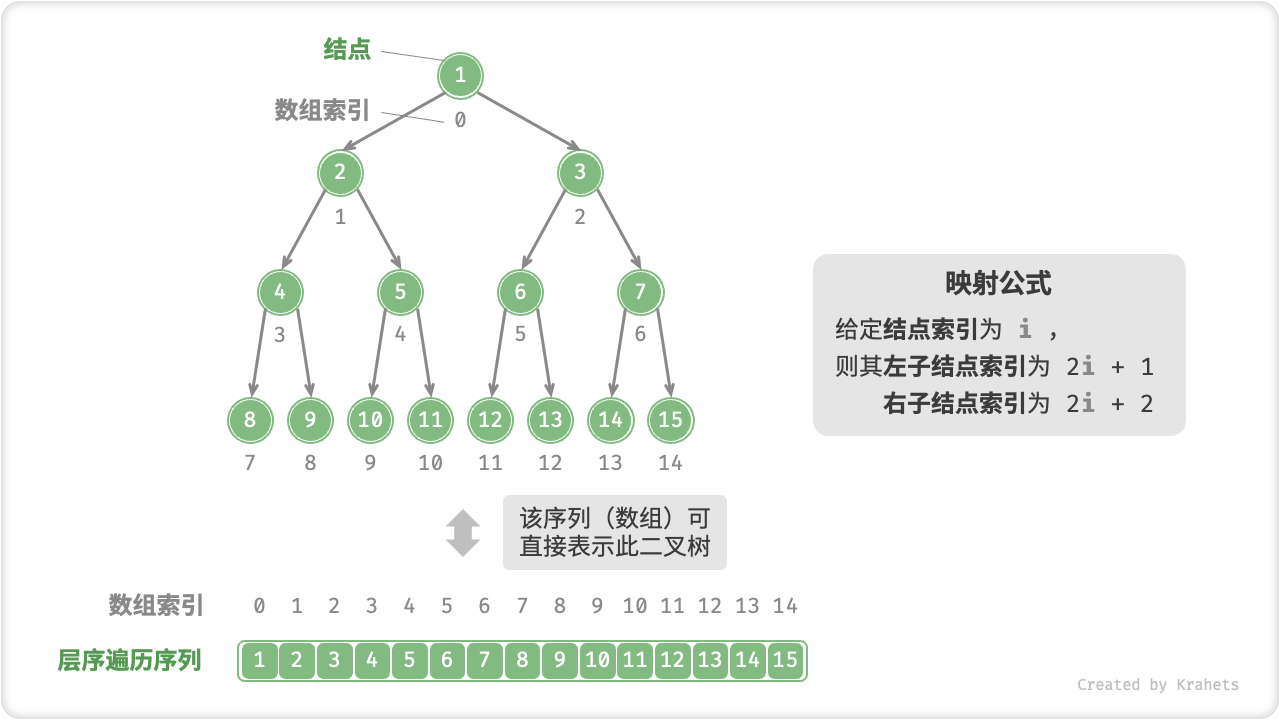 结点
1
数组索引
0
2
3
1
2
4
5
6
7
3
4
5
6
8 9 10 11 12 13 14 15
7 8 9 10 11 12 13 14
映射公式
给定结点索引为 i ，
则其左子结点索引为 2i + 1
右子结点索引为 2i + 2
该序列（数组）可
直接表示此二叉树
数组索引 0 1 2 3 4 5 6 7 8 9 10 11 12 13 14
层序遍历序列 1 2 3 4 5 6 7 8 9 10 11 12 13 14 15
Created by Krahets